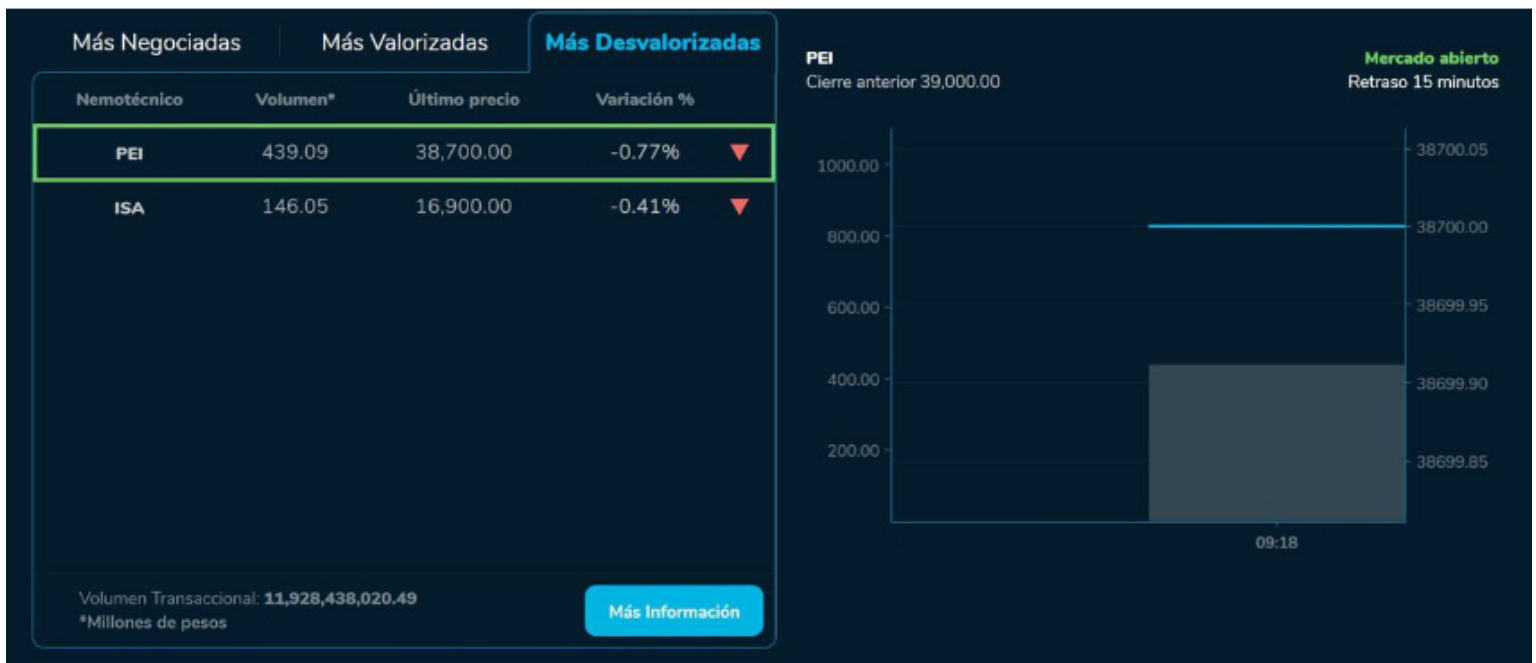 Más Negociadas Más Valorizadas Más Desvalorizadas
Nemotécnico Volumen* Último precio Variación %
PEI 439.09 38,700.00 -0.77%
ISA 146.05 16,900.00 -0.41%
Volumen Transaccional: 11,928,438,020.49
*Millones de pesos
Más Información
PEI Mercado abierto
Cierre anterior 39,000.00 Retraso 15 minutos
1000.00
800.00
600.00
400.00
200.00
38700.05
38700.00
38699.95
38699.90
38699.85
09:18